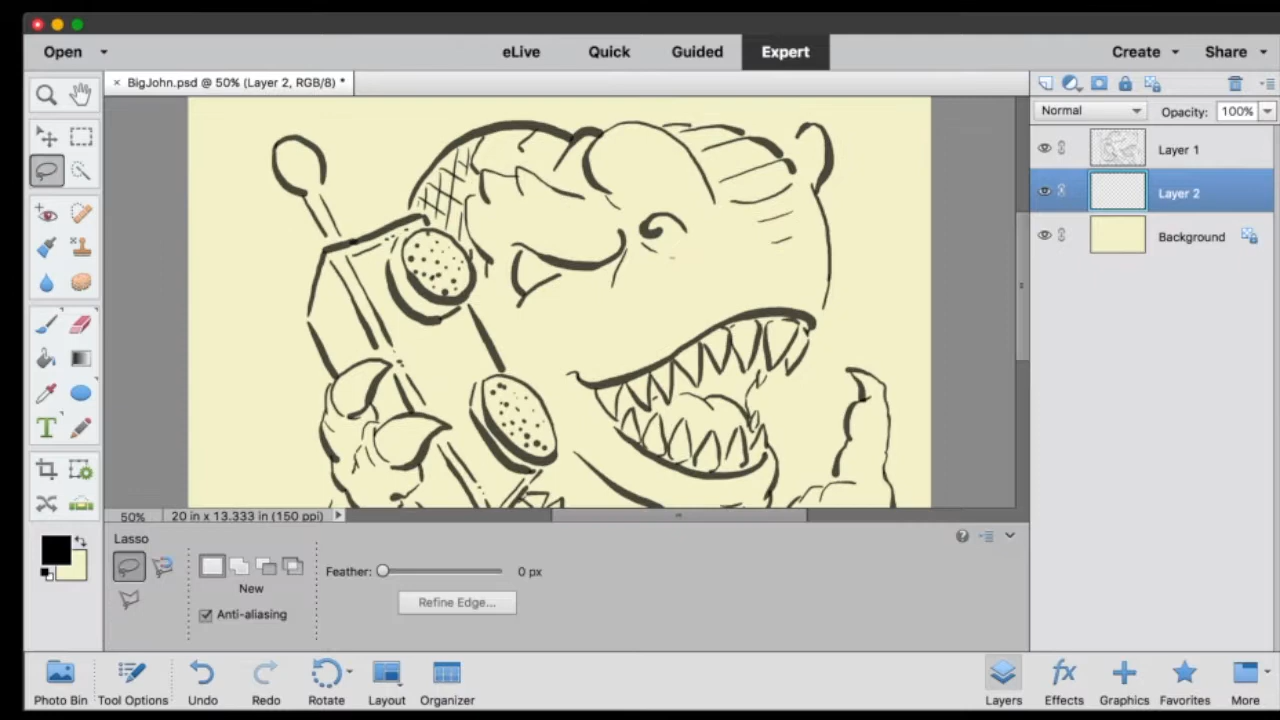 Open
eLive
Quick
Guided
Expert
Create
Share
× BigJohn.psd @ 50% (Layer 2, RGB/8) *
Normal
Opacity: 100%
Layer 1
Layer 2
Background
T
50%
20 in x 13.333 in (150 ppi)
Lasso
New
Anti-aliasing
Feather:
0 px
Refine Edge...
Photo Bin
Tool Options
Undo
Redo
Rotate
Layout
Organizer
Layers
fx
Effects
Graphics
Favorites
More